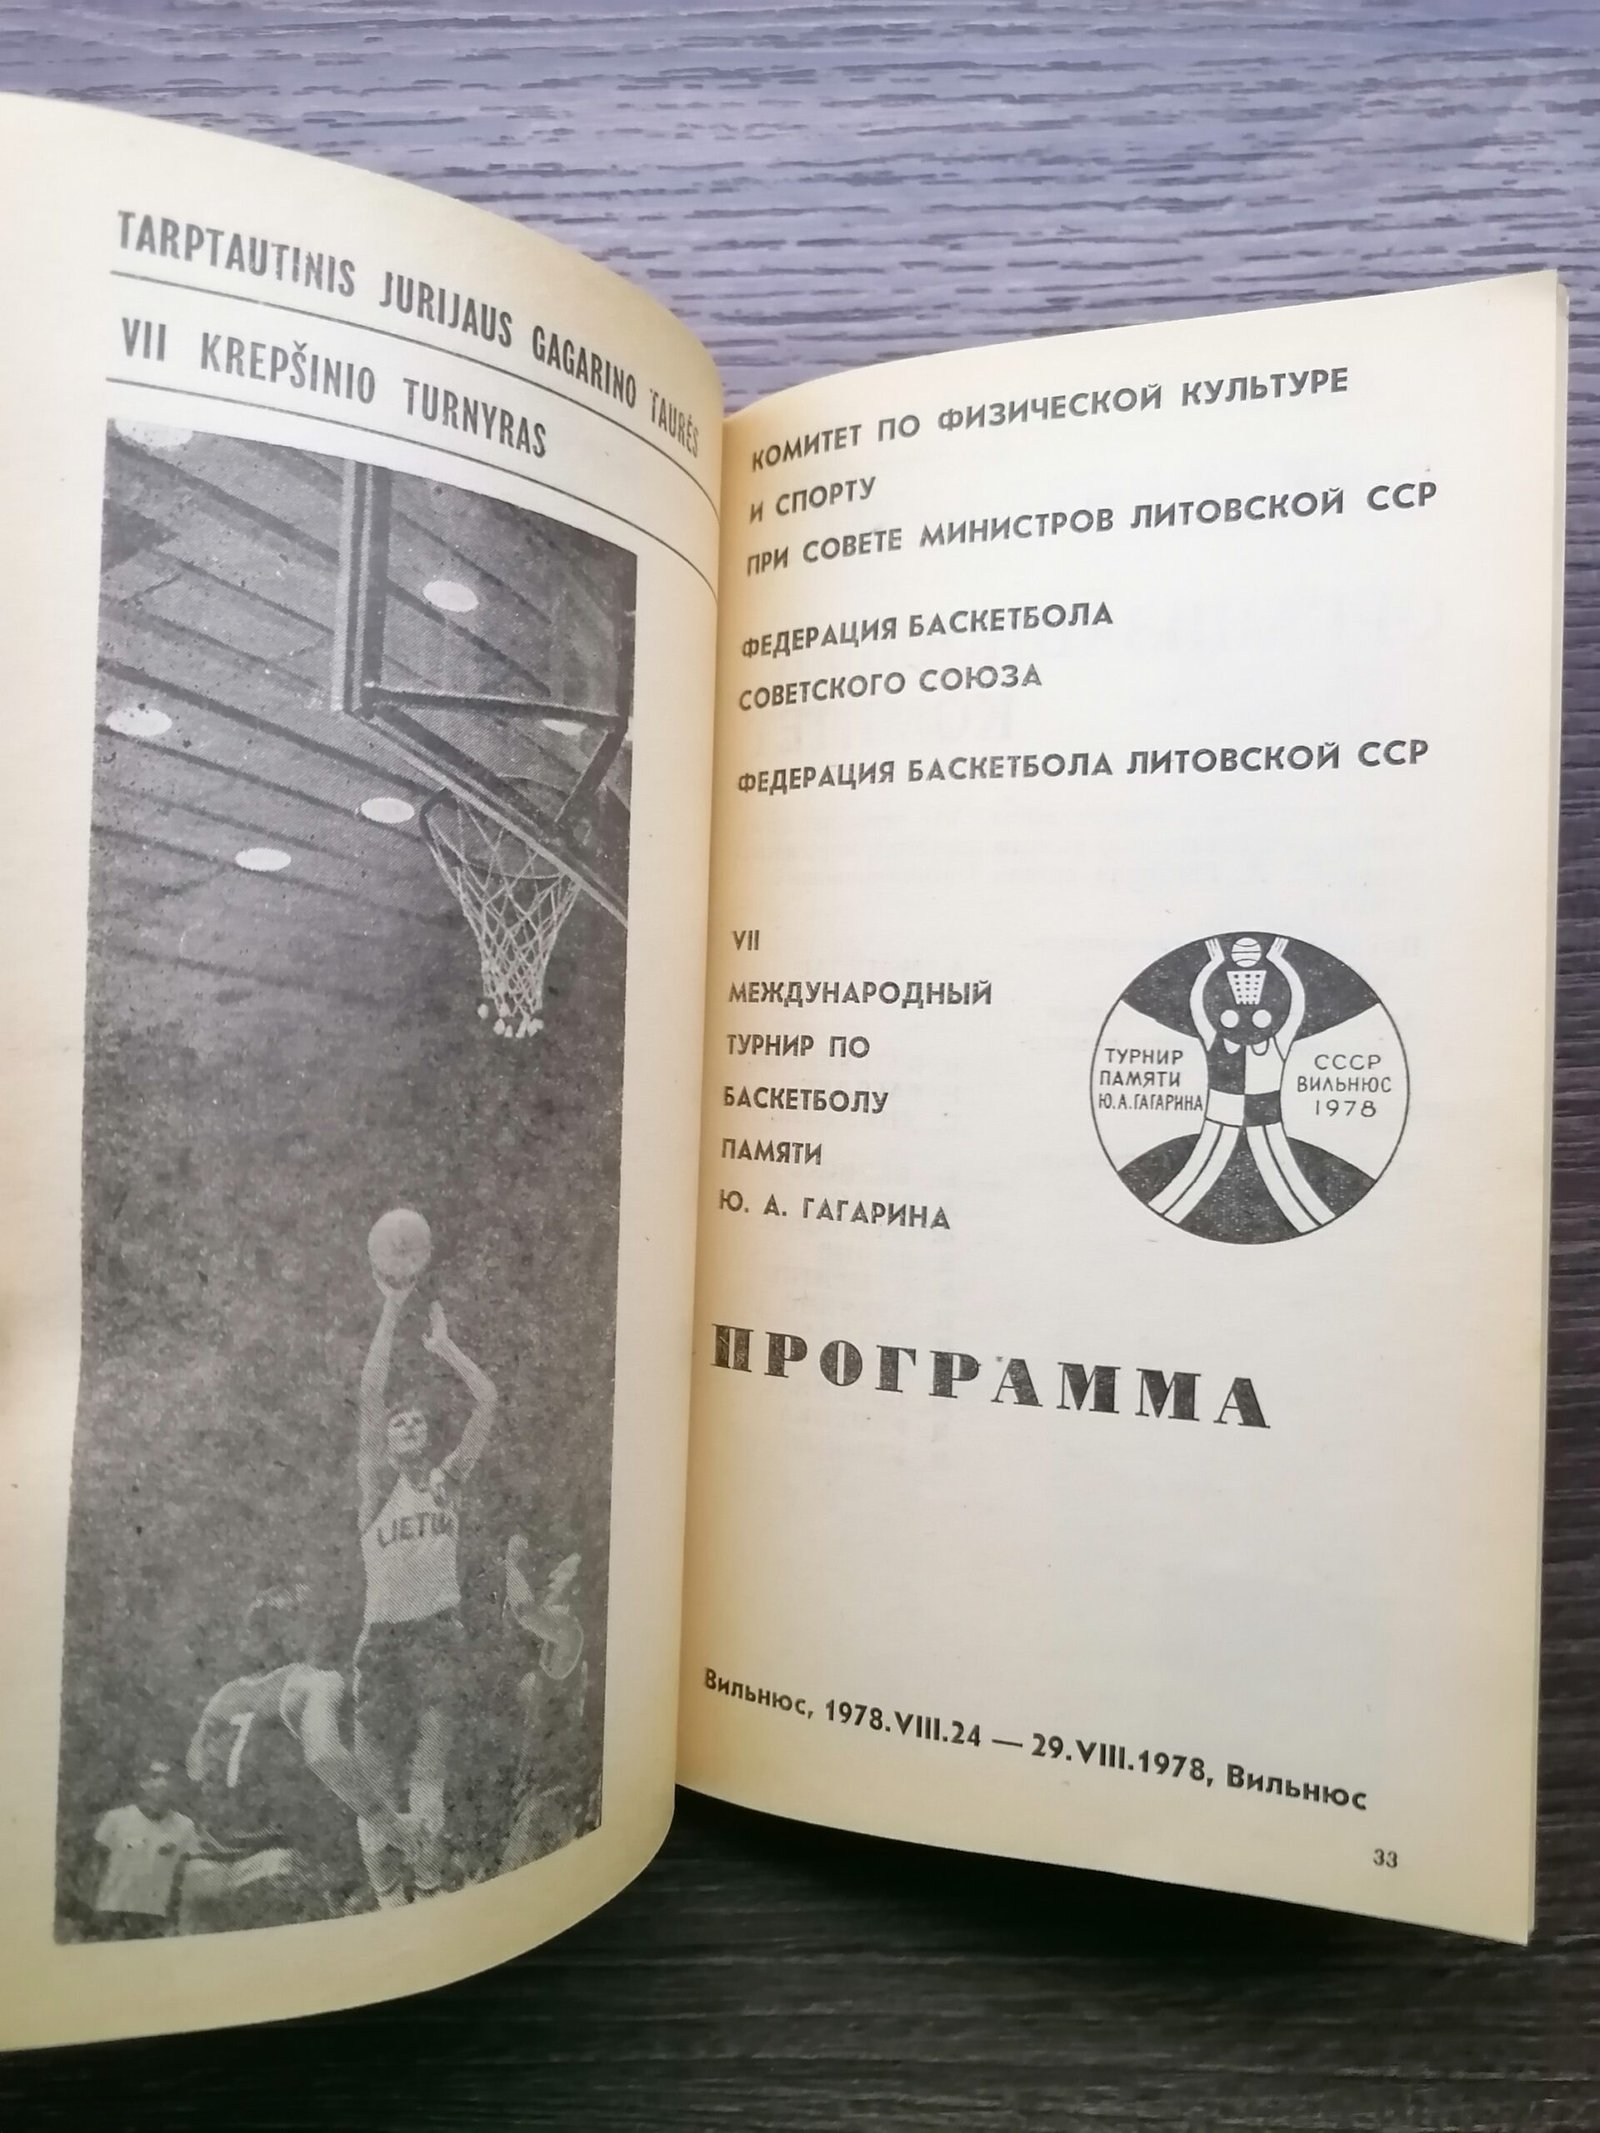 TARPTAUTINIS JURIJAUS GAGARINO TAURĖS
VII KREPŠINIO TURNYRAS
7
КОМИТЕТ ПО ФИЗИЧЕСКОЙ КУЛЬТУРЕ
И СПОРТУ
ПРИ СОВЕТЕ МИНИСТРОВ ЛИТОВСКОЙ ССР
ФЕДЕРАЦИЯ БАСКЕТБОЛА
СОВЕТСКОГО СОЮЗА
ФЕДЕРАЦИЯ БАСКЕТБОЛА ЛИТОВСКОЙ ССР
VII
МЕЖДУНАРОДНЫЙ
ТУРНИР ПО
БАСКЕТБОЛУ
ПАМЯТИ
Ю. А. ГАГАРИНА
ТУРНИР
ПАМЯТИ
Ю.А.ГАГАРИНА
СССР
ВИЛЬНЮС
1978
ПРОГРАММА
Вильнюс, 1978.VIII.24 — 29.VIII.1978, Вильнюс
33